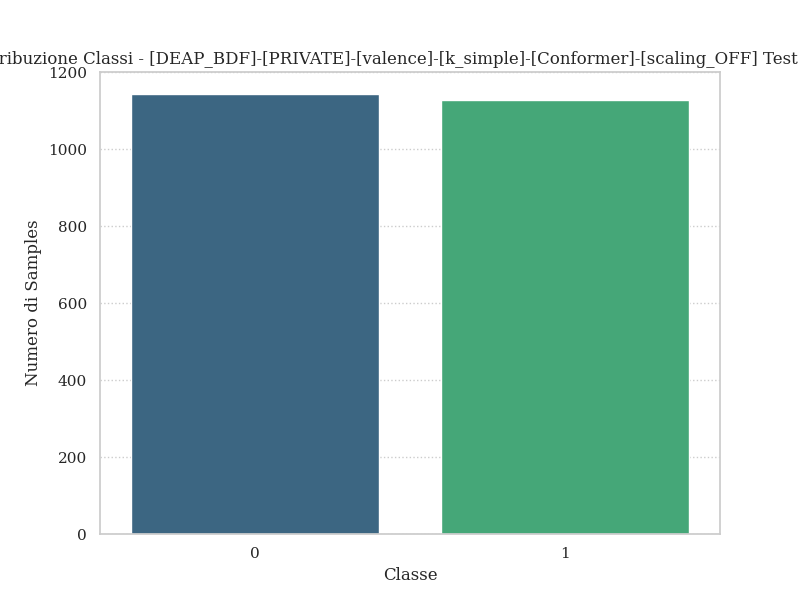 ribuzione Classi - [DEAP_BDF]-[PRIVATE]-[valence]-[k_simple]-[Conformer]-[scaling_OFF] Test
1200
1000
800
600
400
200
0
Numero di Samples
0 1
Classe